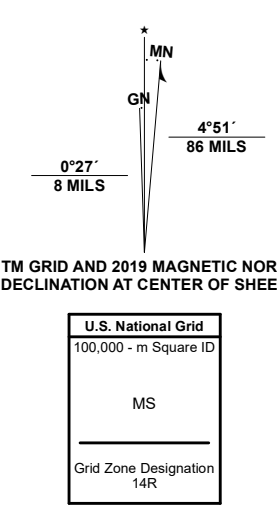 ★
MN
GN
4°51´
86 MILS
0°27´
8 MILS
TM GRID AND 2019 MAGNETIC NOR
DECLINATION AT CENTER OF SHEE
U.S. National Grid
100,000 - m Square ID
MS
Grid Zone Designation
14R